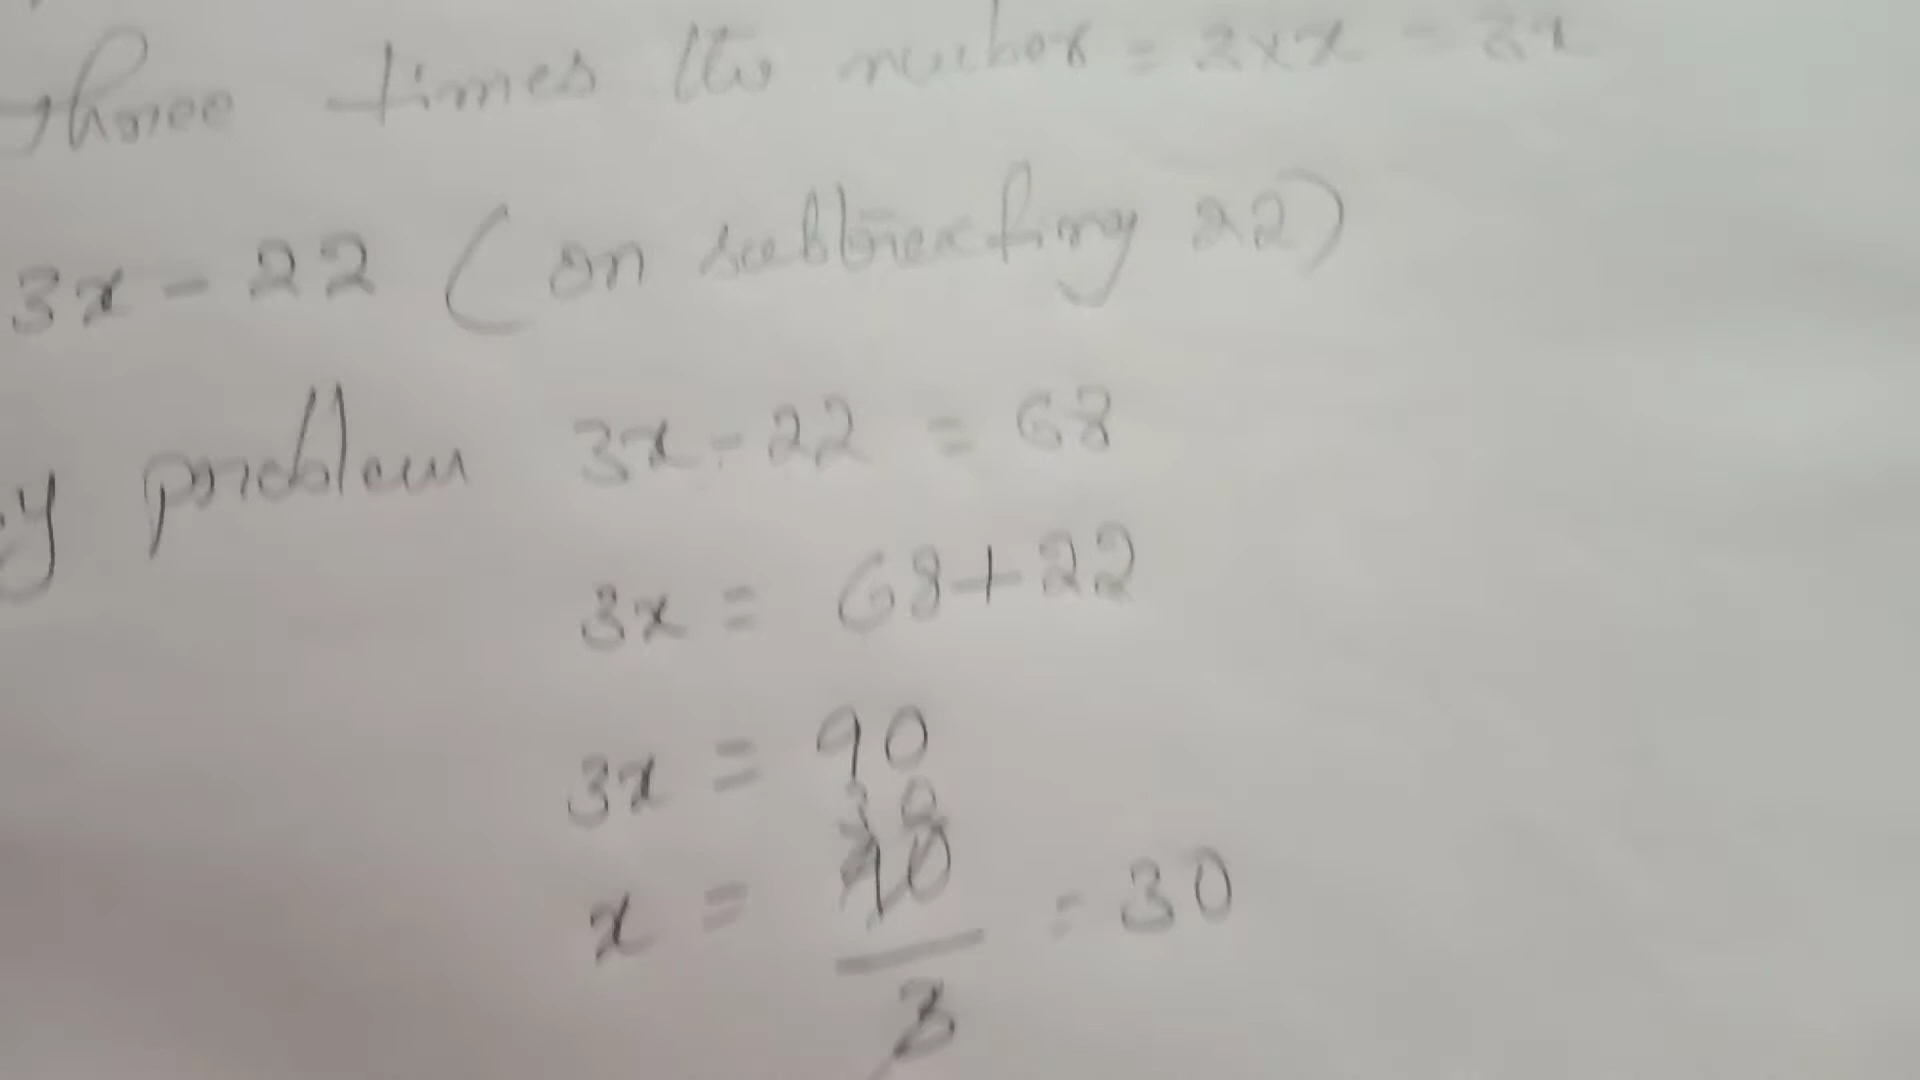 three times the number = 3×x = 3x
3x - 22 (on subtracting 22)
By problem 3x - 22 = 68
3x = 68+22
3x = 90
30
x = 90/3 = 30